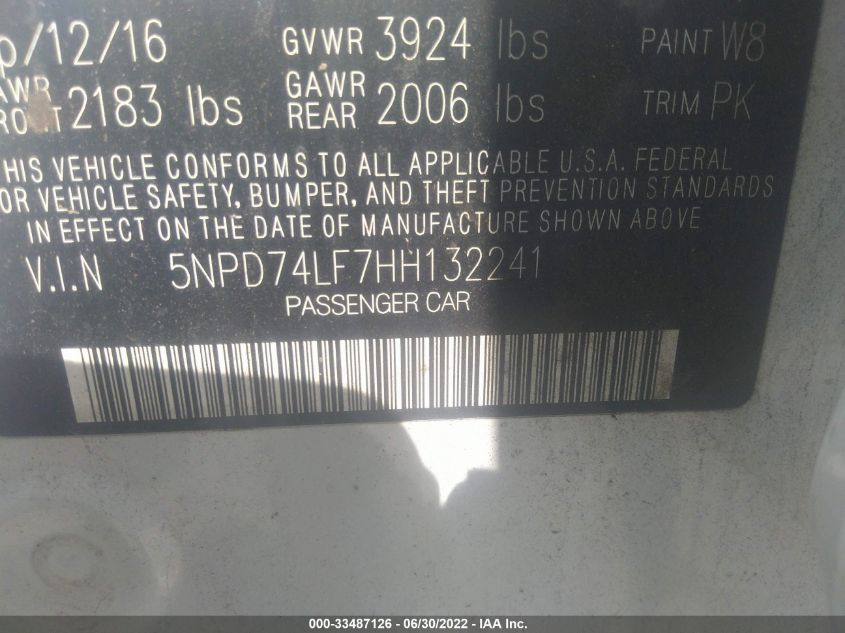 p/12/16 GVWR 3924 lbs PAINT W8
AWR GAWR
RONT 2183 lbs REAR 2006 lbs TRIM PK
HIS VEHICLE CONFORMS TO ALL APPLICABLE U.S.A. FEDERAL
OR VEHICLE SAFETY, BUMPER, AND THEFT PREVENTION STANDARDS
IN EFFECT ON THE DATE OF MANUFACTURE SHOWN ABOVE
V.I.N 5NPD74LF7HH132241
PASSENGER CAR
000-33487126 - 06/30/2022 - IAA Inc.